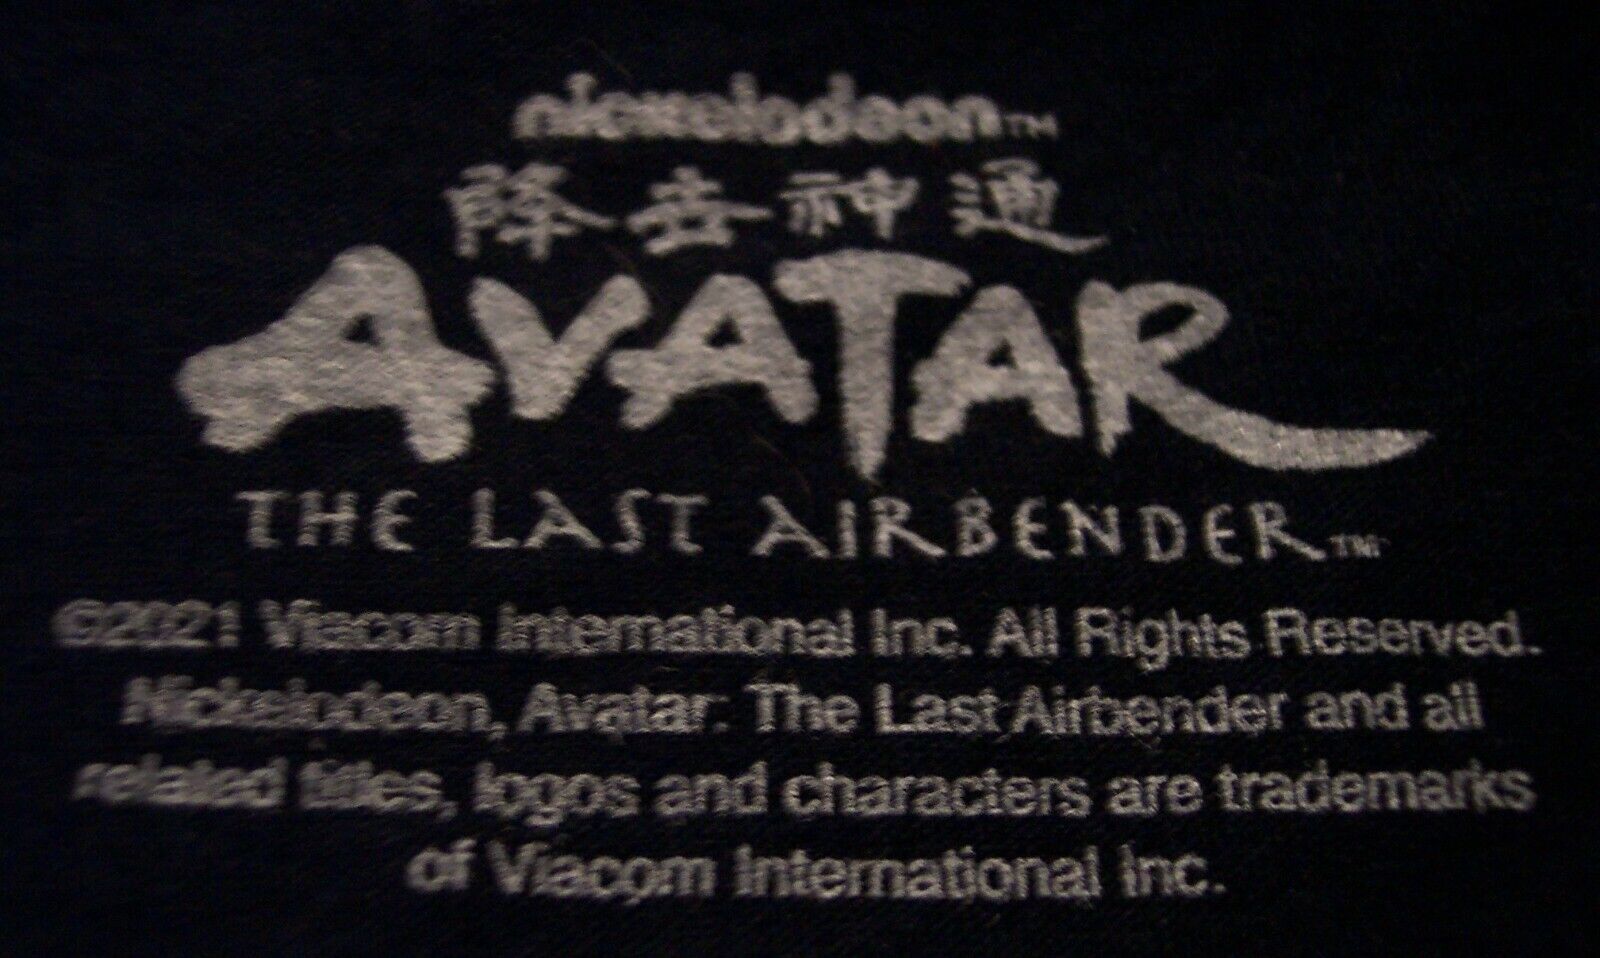 nickelodeon™
降去神通
AVATAR
THE LAST AIRBENDER™
©2021 Viacom International Inc. All Rights Reserved.
Nickelodeon, Avatar: The Last Airbender and all
related titles, logos and characters are trademarks
of Viacom International Inc.